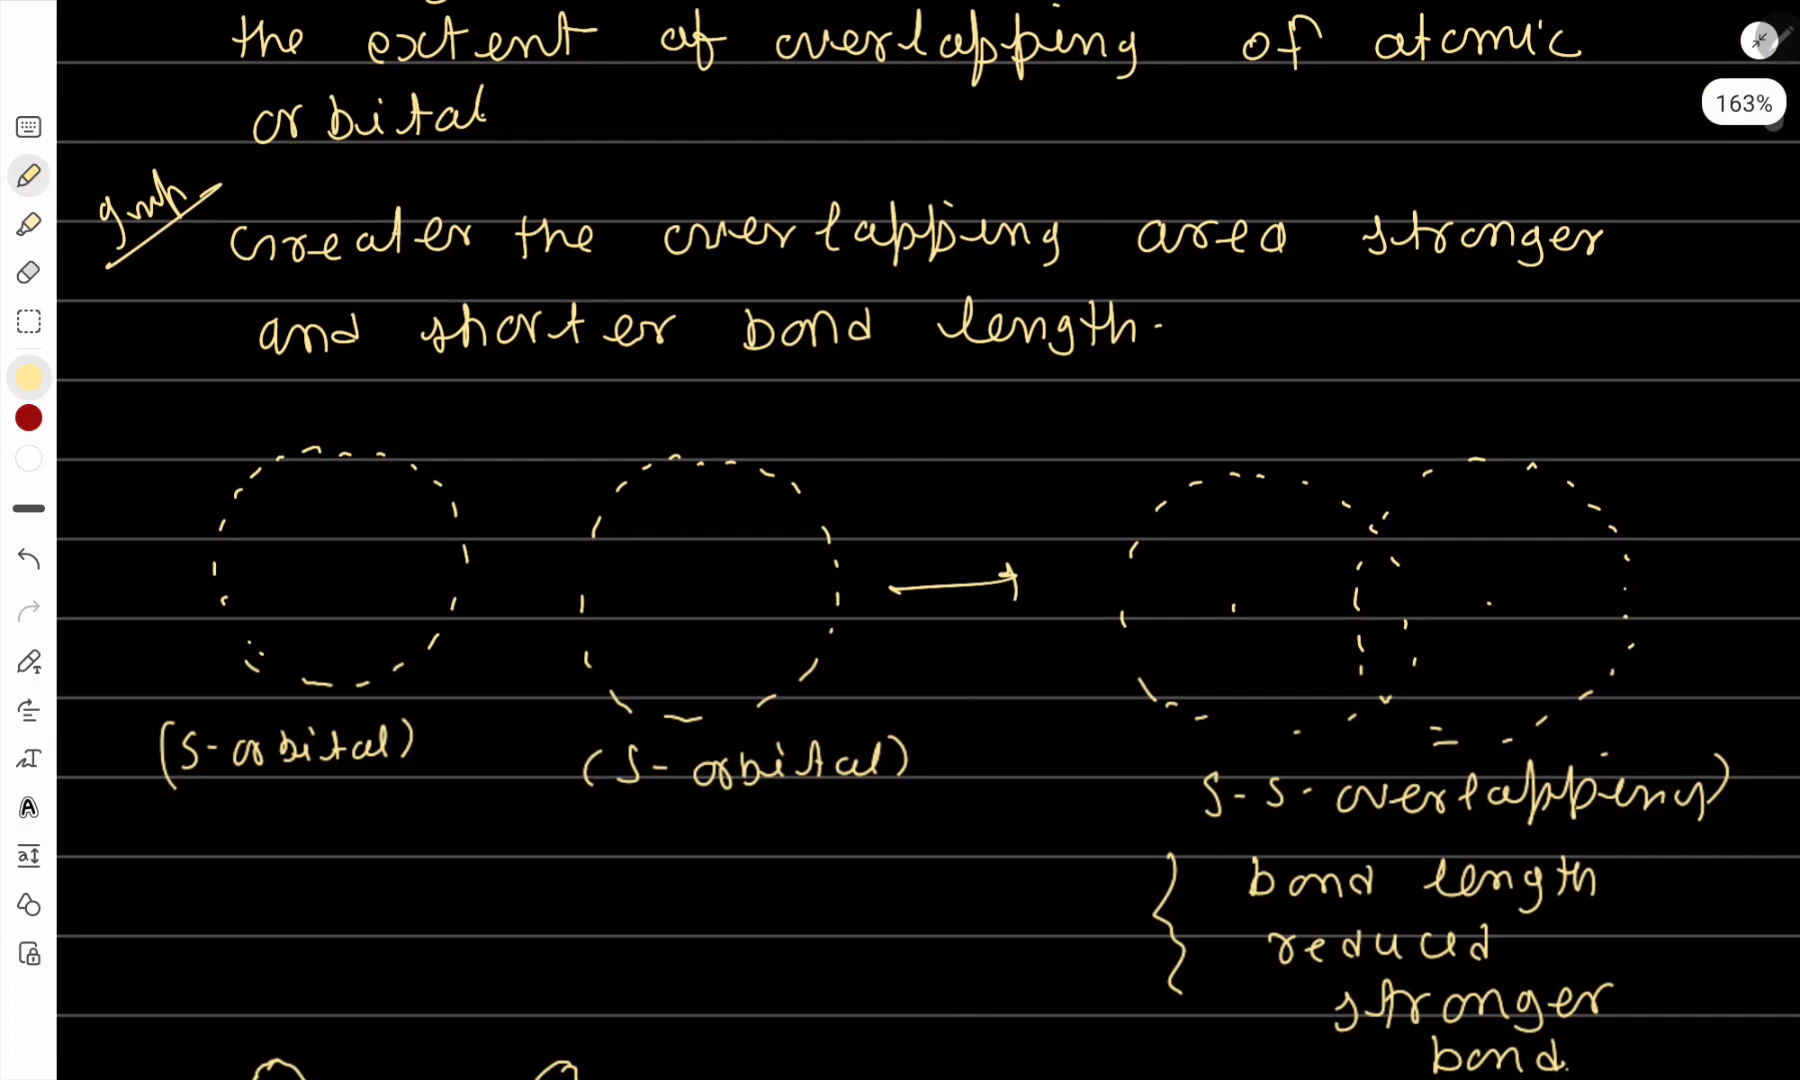 the extent of overlapping of atomic
orbital
Imp.
Greater the overlapping area stronger
and shorter bond length.
(S-orbital)
(S-orbital)
S-S-overlapping)
bond length
reduced
stronger
bond.
163%